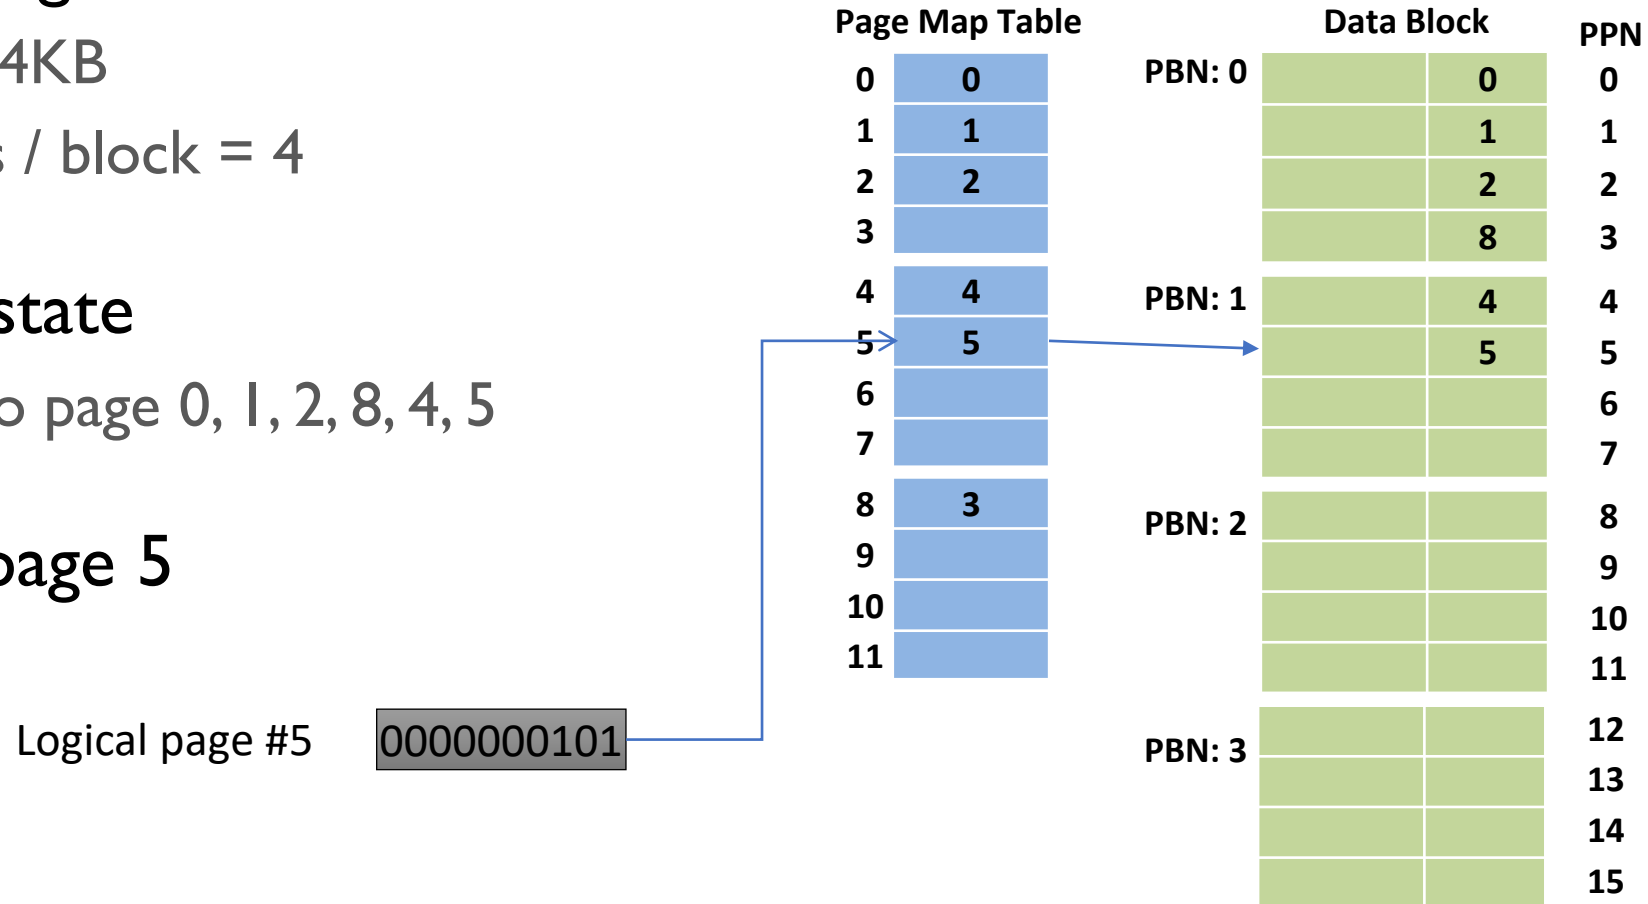 4KB
s / block = 4
state
o page 0, 1, 2, 8, 4, 5
page 5
Logical page #5 0000000101
Page Map Table
0 0
1 1
2 2
3
4 4
5 5
6
7
8 3
9
10
11
Data Block PPN
PBN: 0 0 0
1 1
2 2
8 3
PBN: 1 4 4
5 5
6
7
PBN: 2 8
9
10
11
PBN: 3 12
13
14
15